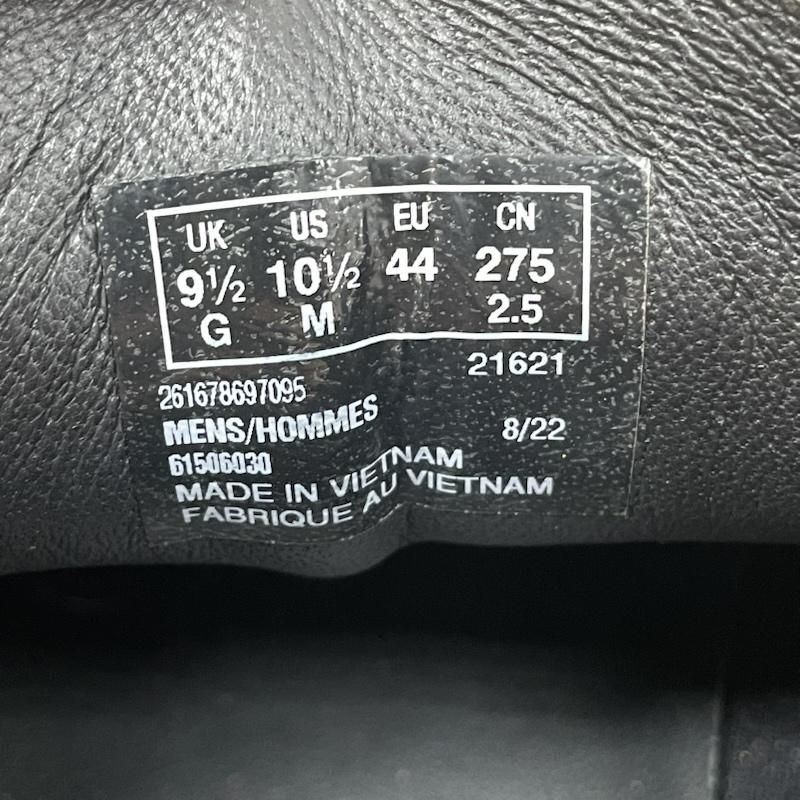 UK US EU CN
9½ 10½ 44 275
G M 2.5
21621
261678697095
MENS/HOMMES 8/22
61506030
MADE IN VIETNAM
FABRIQUE AU VIETNAM